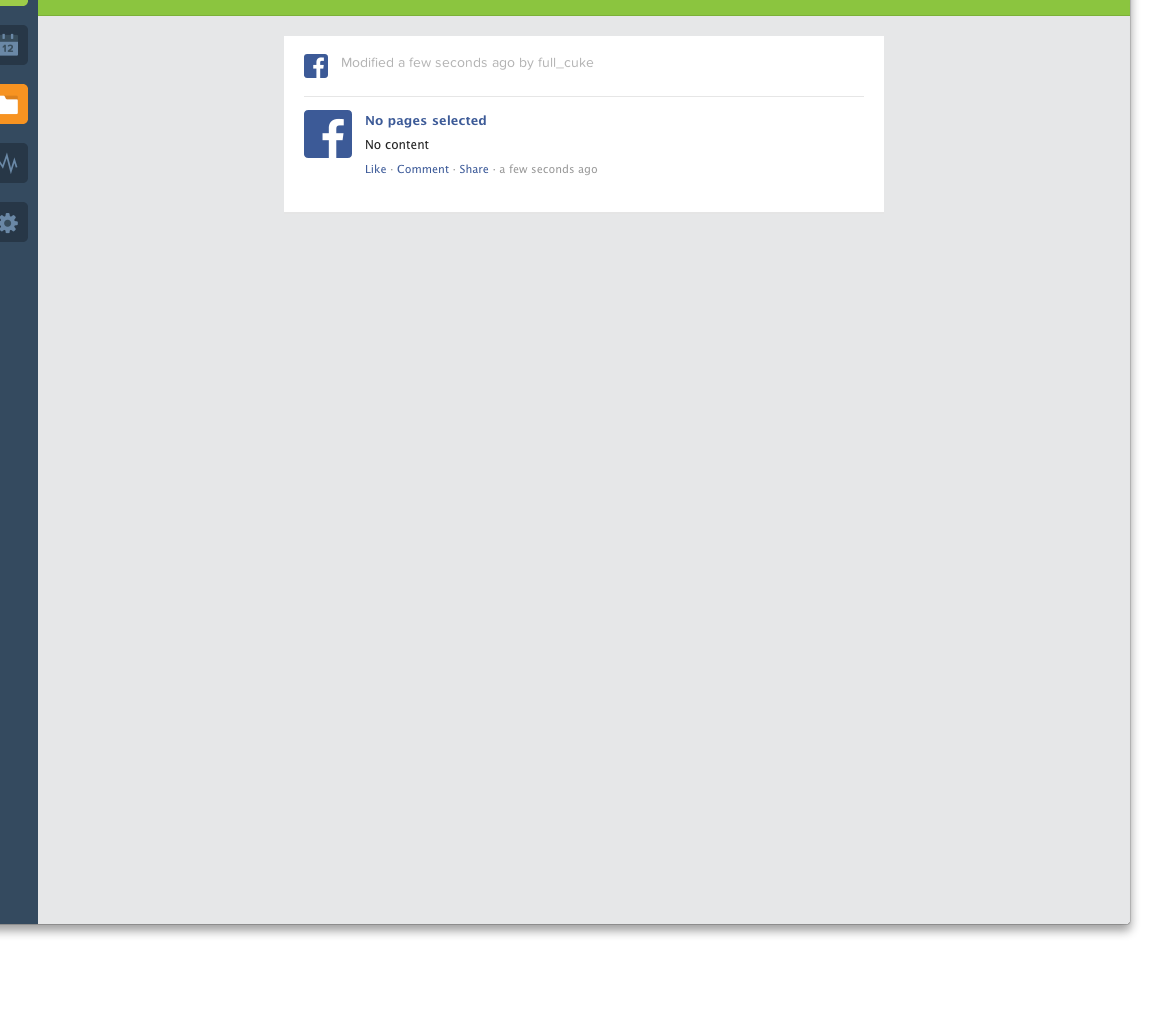 12
Modified a few seconds ago by full_cuke
No pages selected
No content
Like · Comment · Share · a few seconds ago